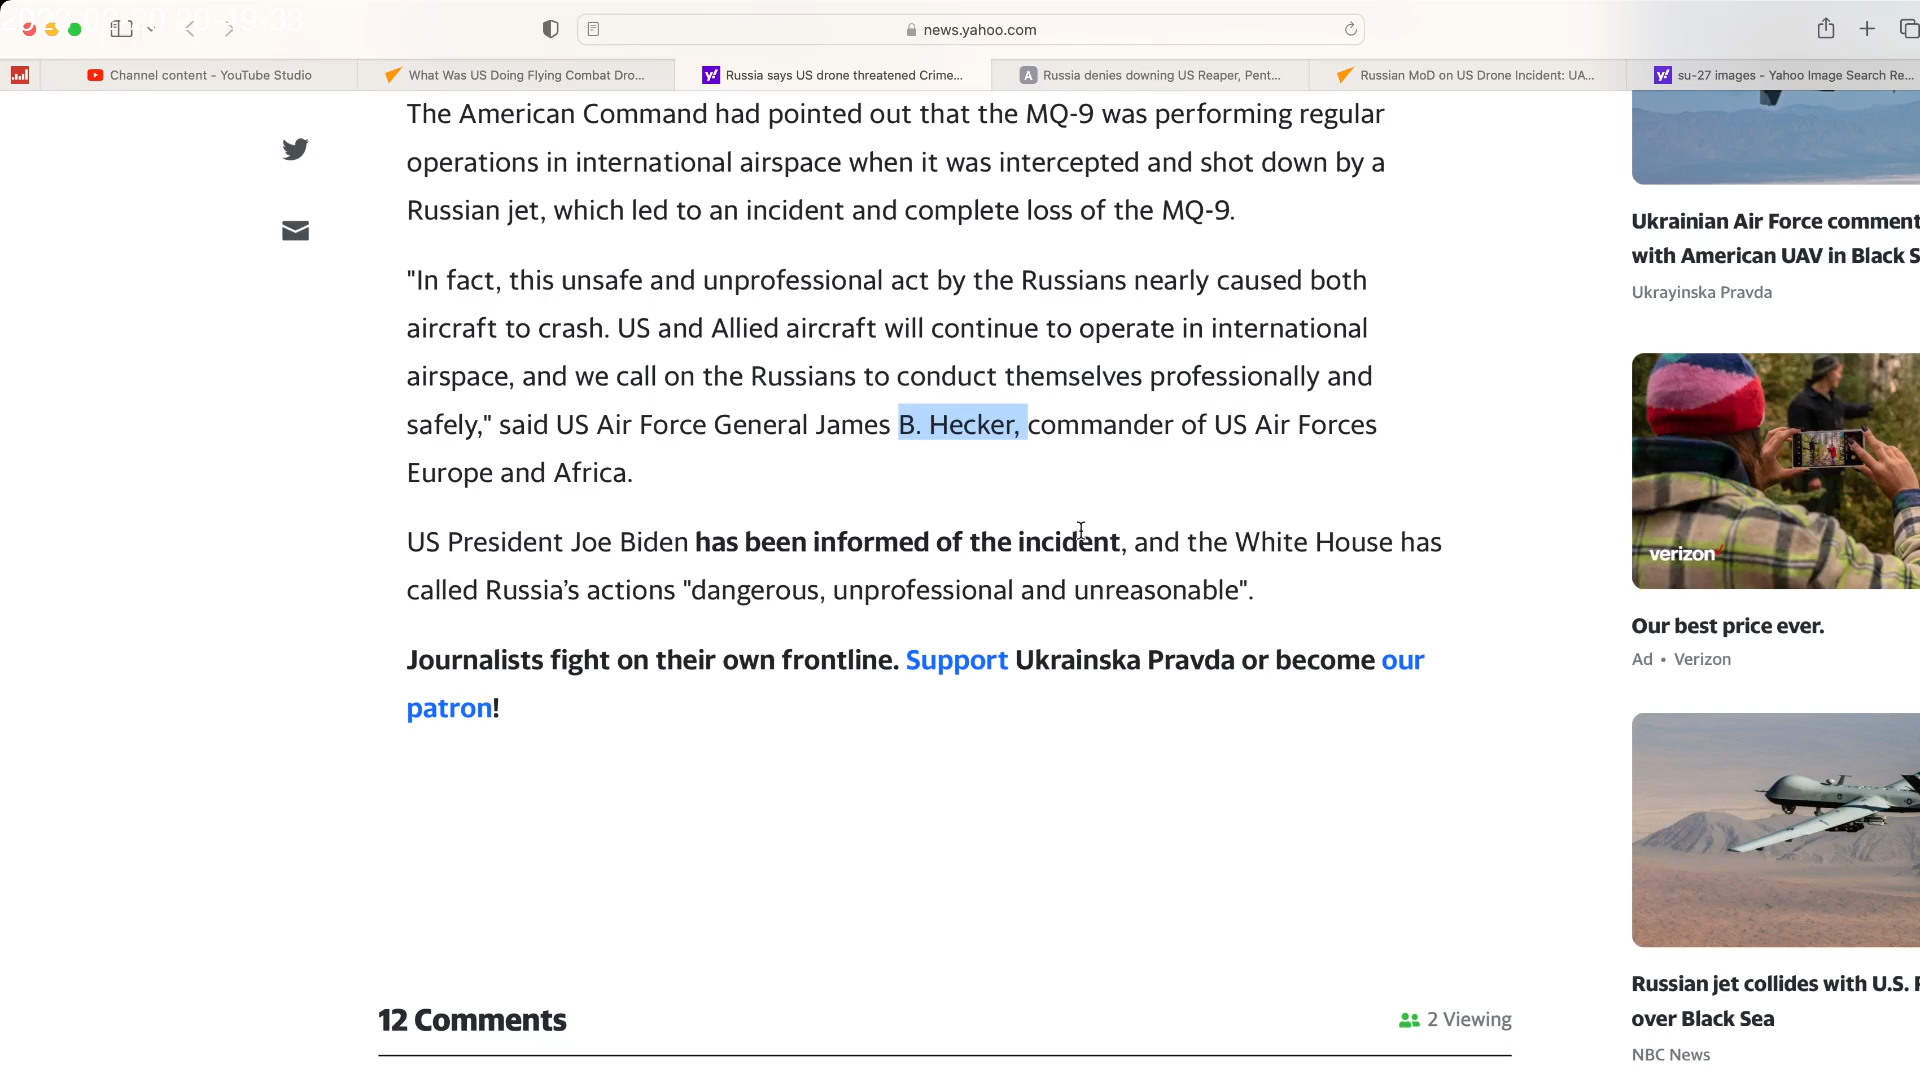 news.yahoo.com
Channel content - YouTube Studio
What Was US Doing Flying Combat Dro...
Russia says US drone threatened Crime...
Russia denies downing US Reaper, Pent...
Russian MoD on US Drone Incident: UA...
su-27 images - Yahoo Image Search Re...
The American Command had pointed out that the MQ-9 was performing regular
operations in international airspace when it was intercepted and shot down by a
Russian jet, which led to an incident and complete loss of the MQ-9.
"In fact, this unsafe and unprofessional act by the Russians nearly caused both
aircraft to crash. US and Allied aircraft will continue to operate in international
airspace, and we call on the Russians to conduct themselves professionally and
safely," said US Air Force General James B. Hecker, commander of US Air Forces
Europe and Africa.
US President Joe Biden has been informed of the incident, and the White House has
called Russia’s actions "dangerous, unprofessional and unreasonable".
Journalists fight on their own frontline. Support Ukrainska Pravda or become our
patron!
12 Comments
2 Viewing
Ukrainian Air Force comment
with American UAV in Black S
Ukrayinska Pravda
verizon
Our best price ever.
Ad • Verizon
Russian jet collides with U.S.
over Black Sea
NBC News